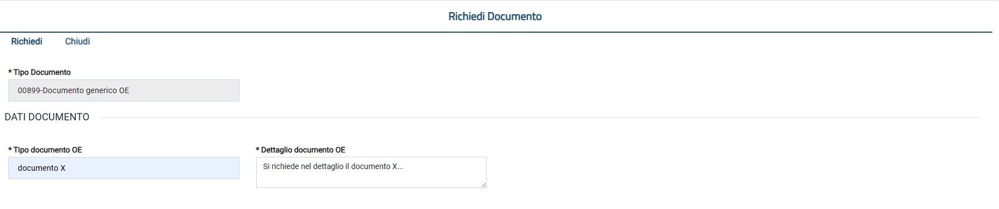 Richiedi Documento
Richiedi Chiudi
* Tipo Documento
00899-Documento generico OE
DATI DOCUMENTO
* Tipo documento OE
documento X
* Dettaglio documento OE
Si richiede nel dettaglio il documento X...